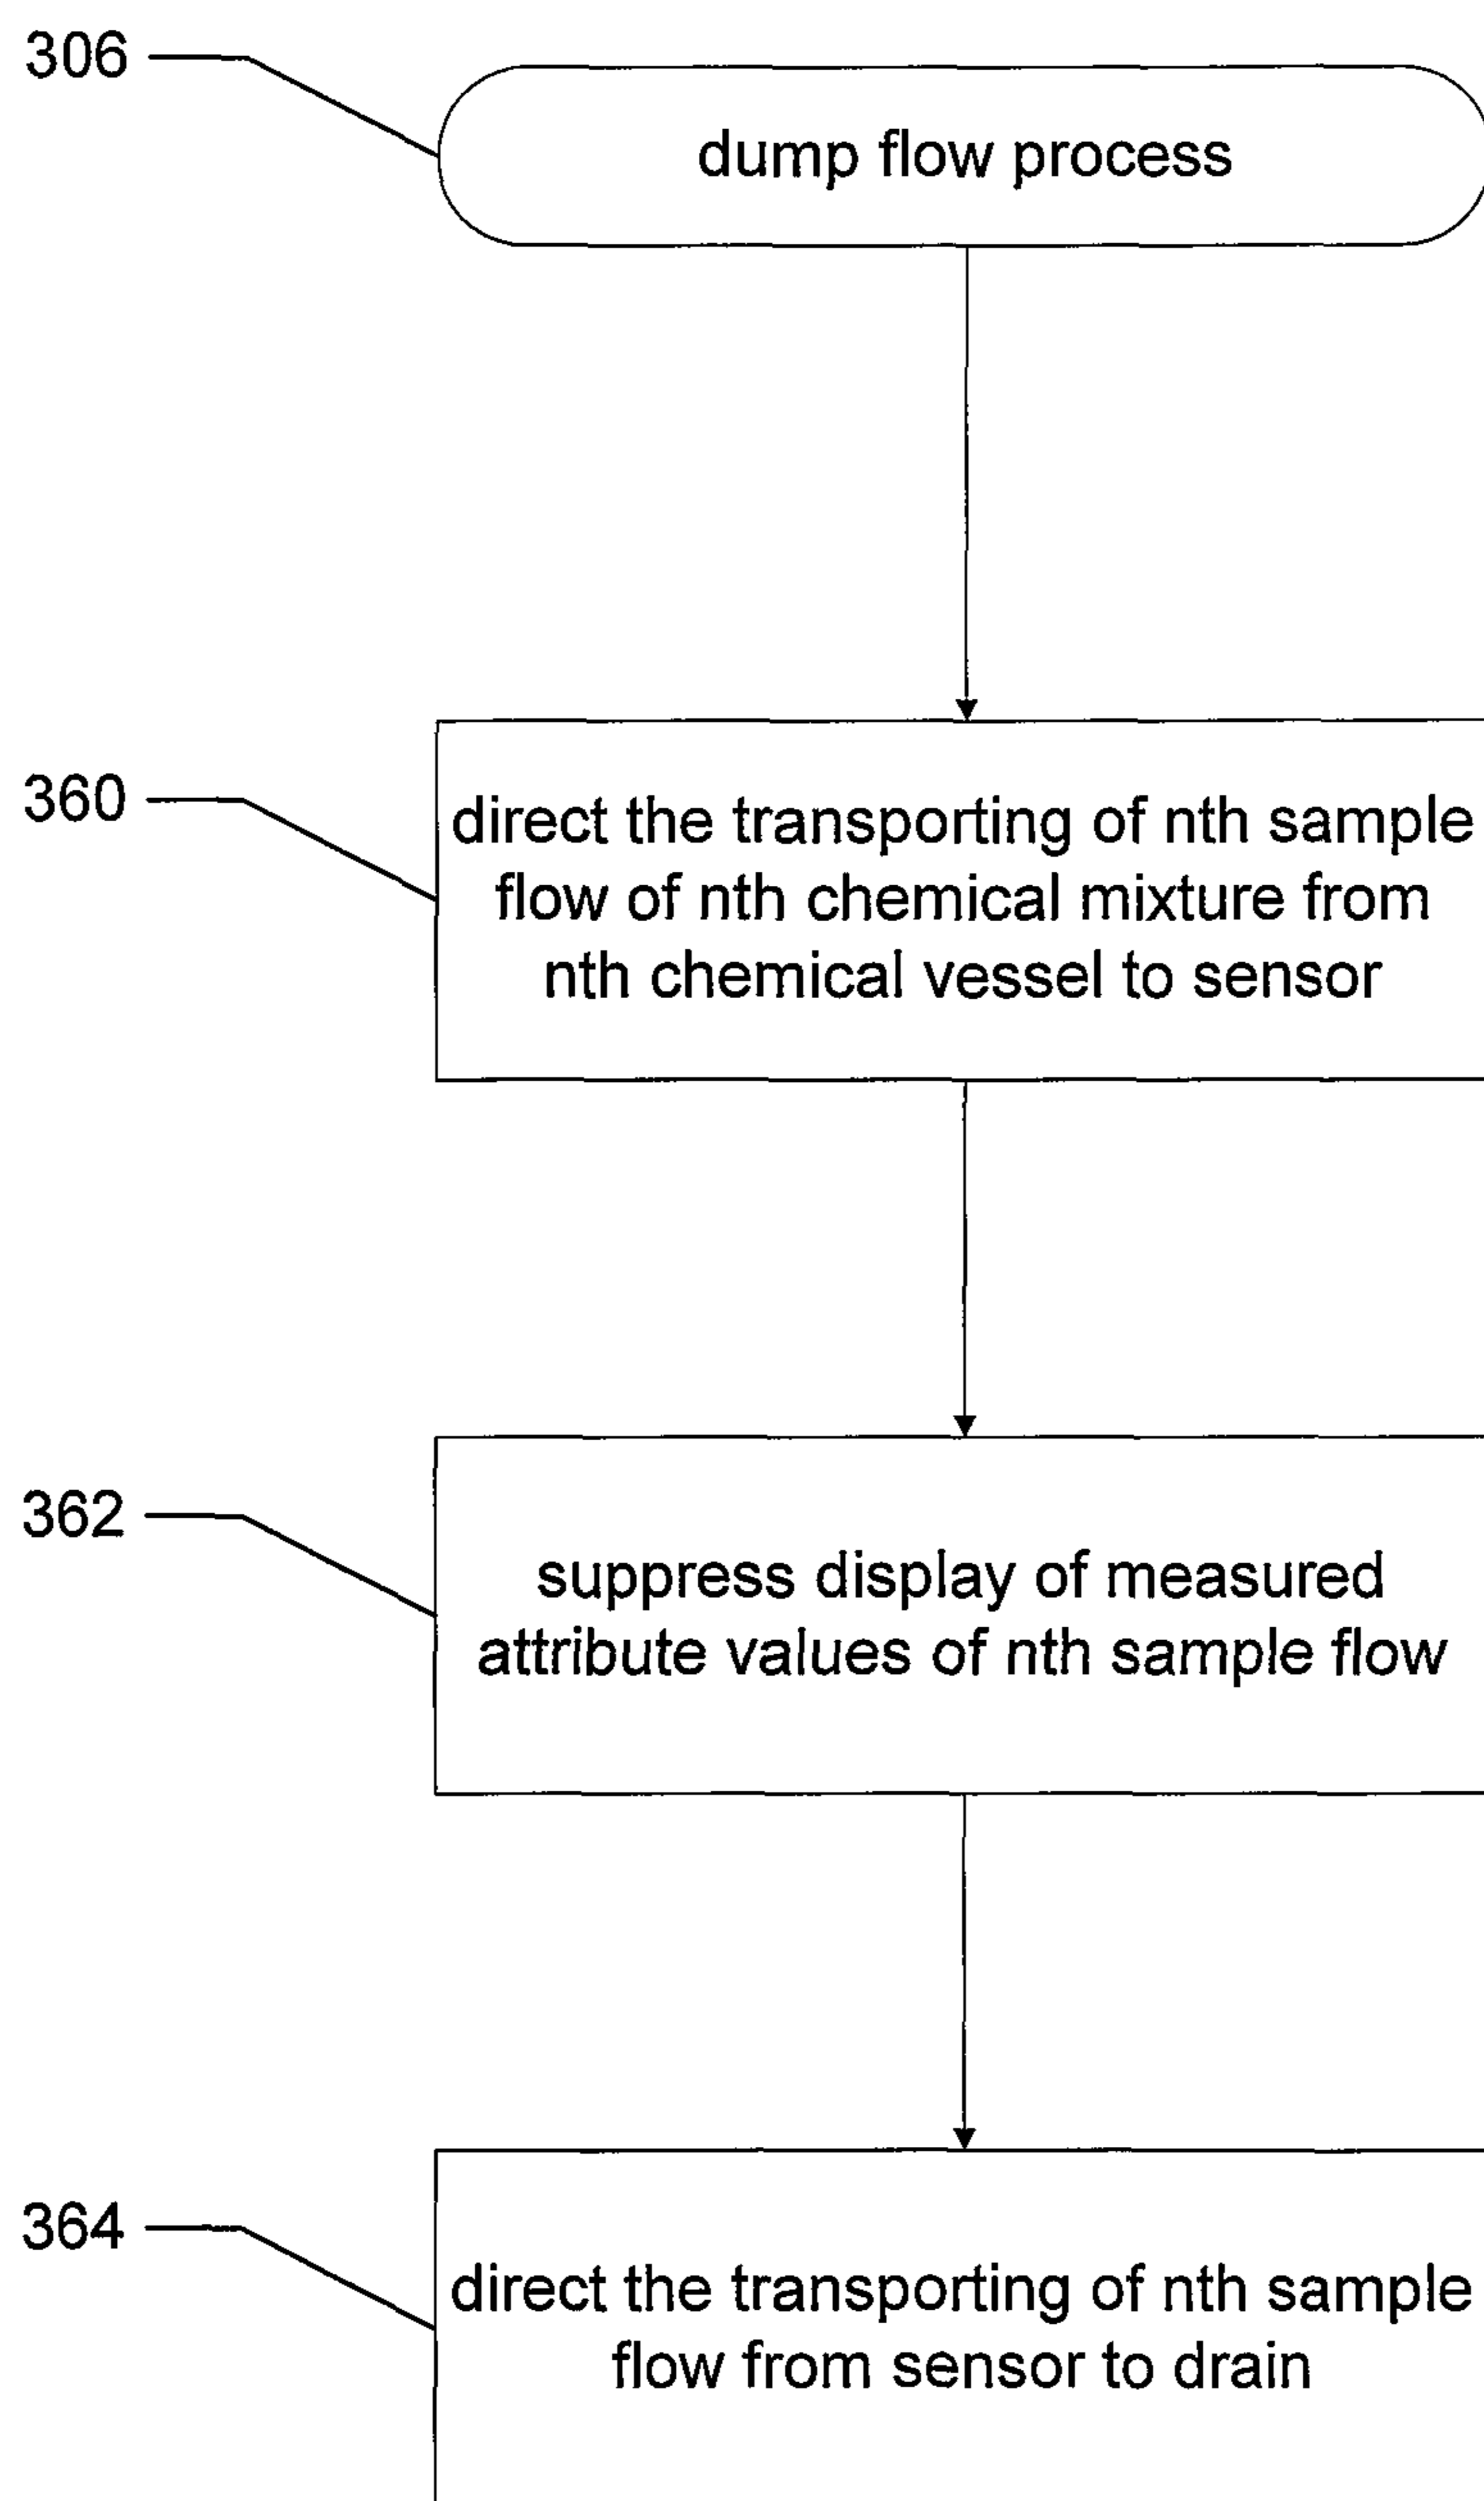 306
dump flow process
360
direct the transporting of nth sample
flow of nth chemical mixture from
nth chemical vessel to sensor
362
suppress display of measured
attribute values of nth sample flow
364
direct the transporting of nth sample
flow from sensor to drain